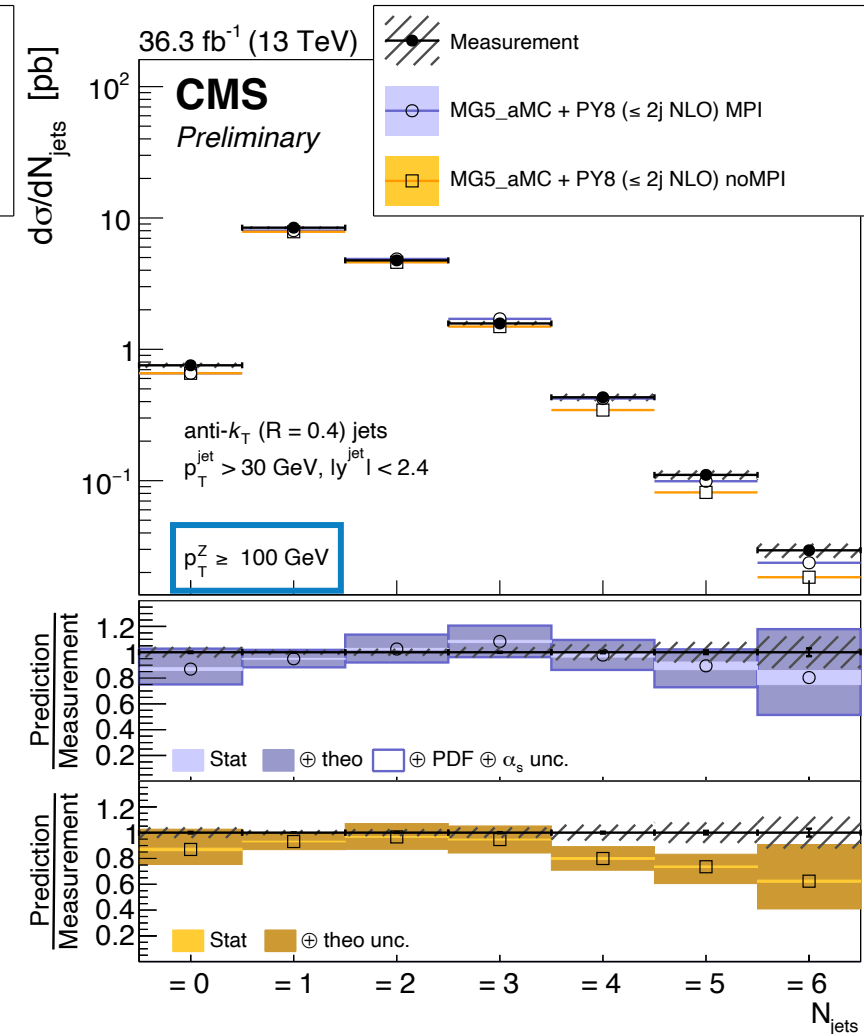 36.3 fb⁻¹ (13 TeV)
Measurement
MG5_aMC + PY8 (≤ 2j NLO) MPI
MG5_aMC + PY8 (≤ 2j NLO) noMPI
CMS
Preliminary
dσ/dN_jets [pb]
10²
10
1
10⁻¹
anti-k_T (R = 0.4) jets
p_T^jet > 30 GeV, |y^jet| < 2.4
p_T^Z ≥ 100 GeV
Prediction
Measurement
1.2
1
0.8
0.6
0.4
0.2
Stat ⊕ theo ⊕ PDF ⊕ α_s unc.
Prediction
Measurement
1.2
1
0.8
0.6
0.4
0.2
Stat ⊕ theo unc.
= 0 = 1 = 2 = 3 = 4 = 5 = 6
N_jets